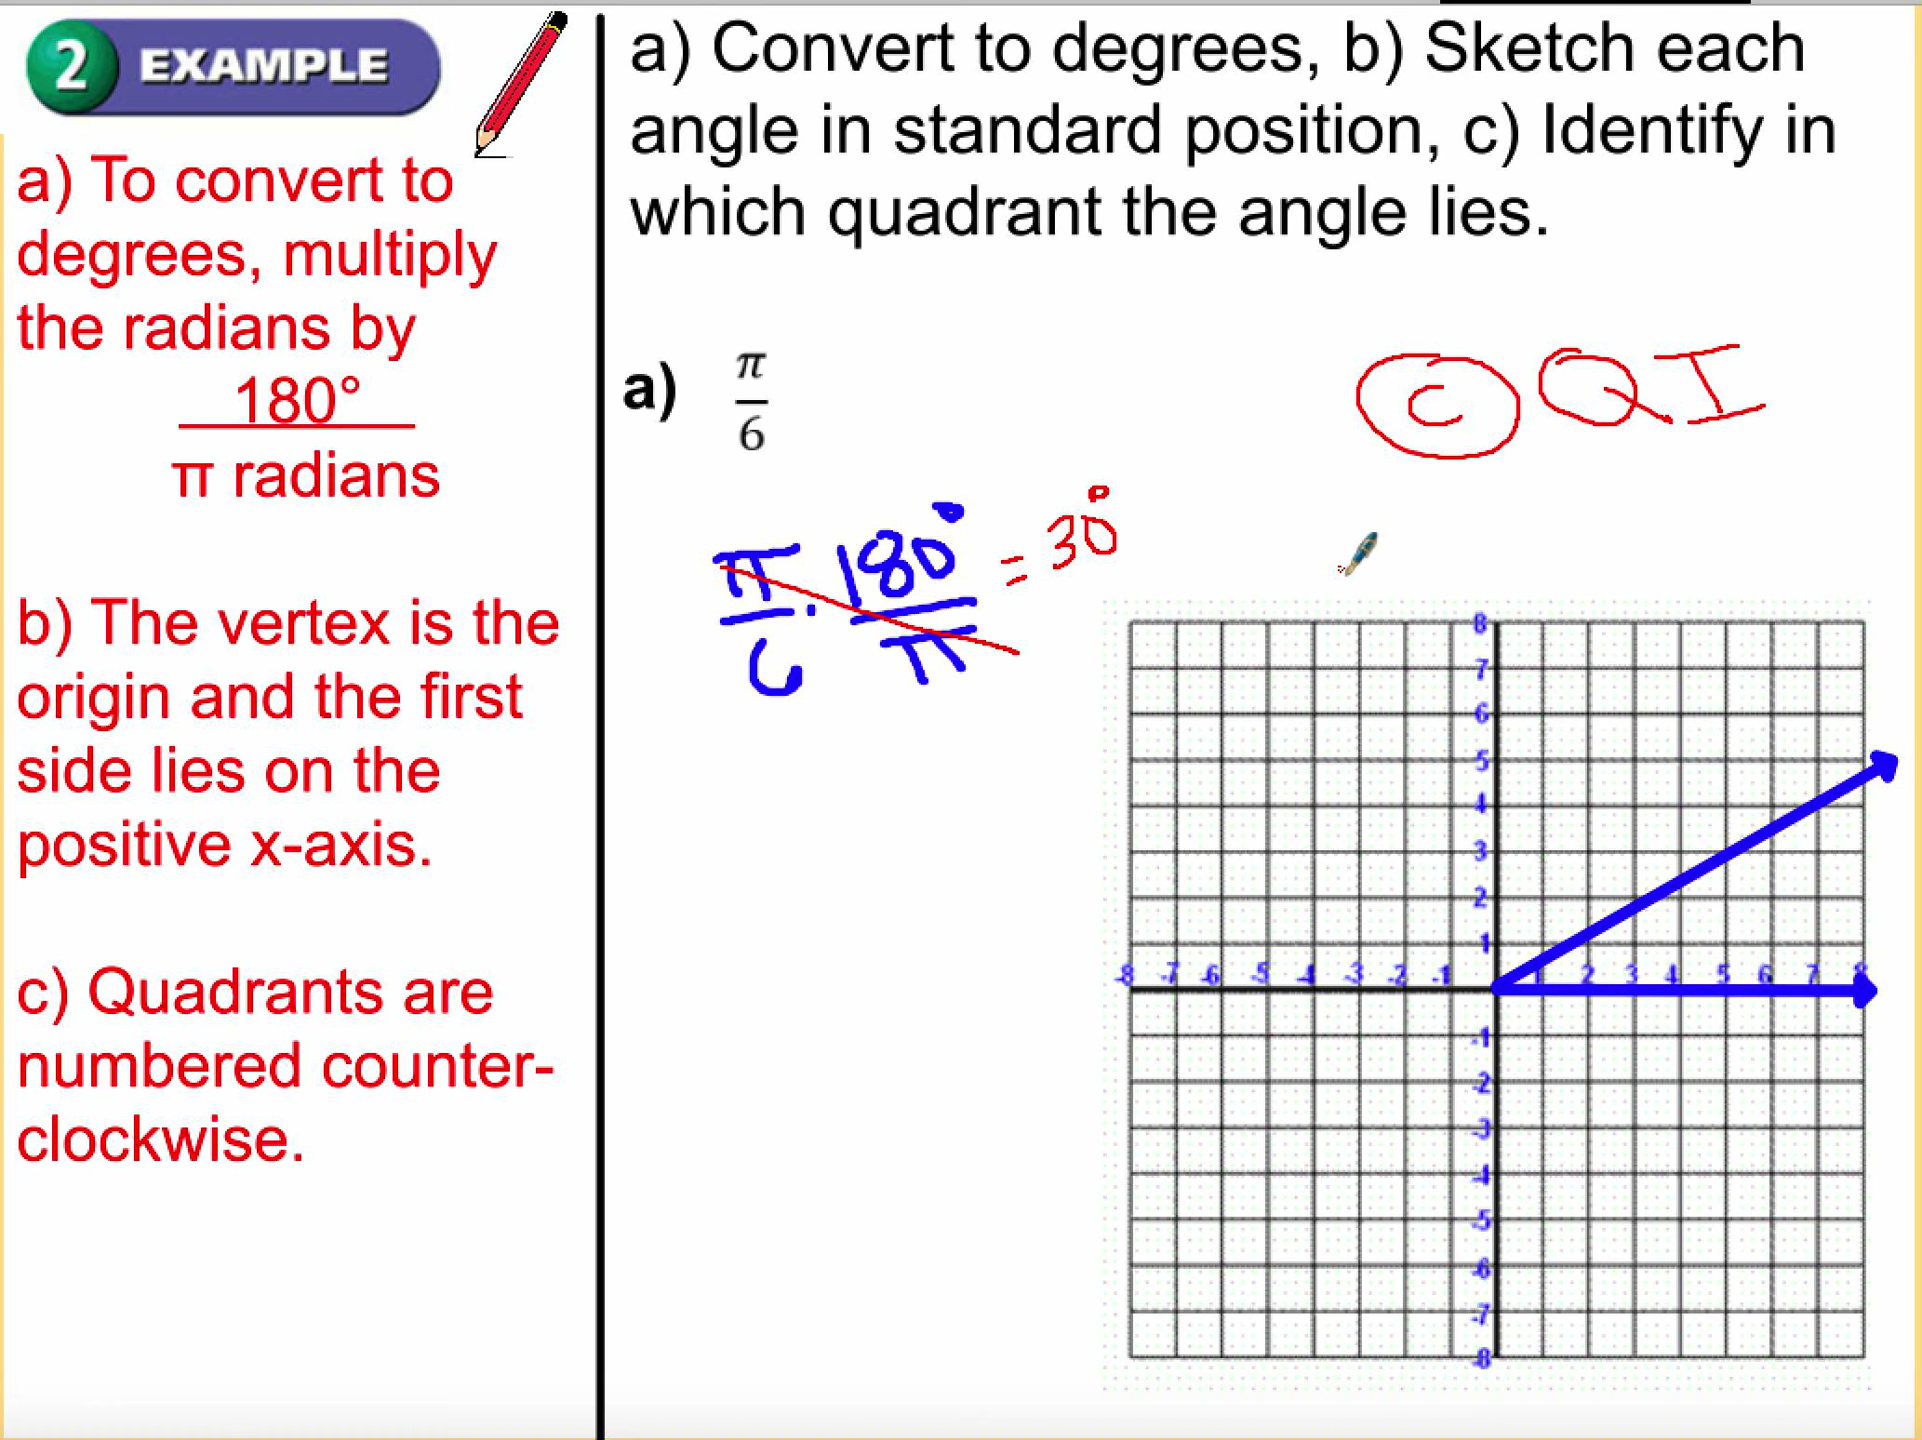 2 EXAMPLE
a) To convert to
degrees, multiply
the radians by
180°
π radians
b) The vertex is the
origin and the first
side lies on the
positive x-axis.
c) Quadrants are
numbered counter-
clockwise.
a) Convert to degrees, b) Sketch each
angle in standard position, c) Identify in
which quadrant the angle lies.
a) π
6
C QI
π/6 · 180°/π = 30°
8
7
6
5
4
3
2
1
-8 -7 -6 -5 -4 -3 -2 -1 1 2 3 4 5 6 7 8
-1
-2
-3
-4
-5
-6
-7
-8